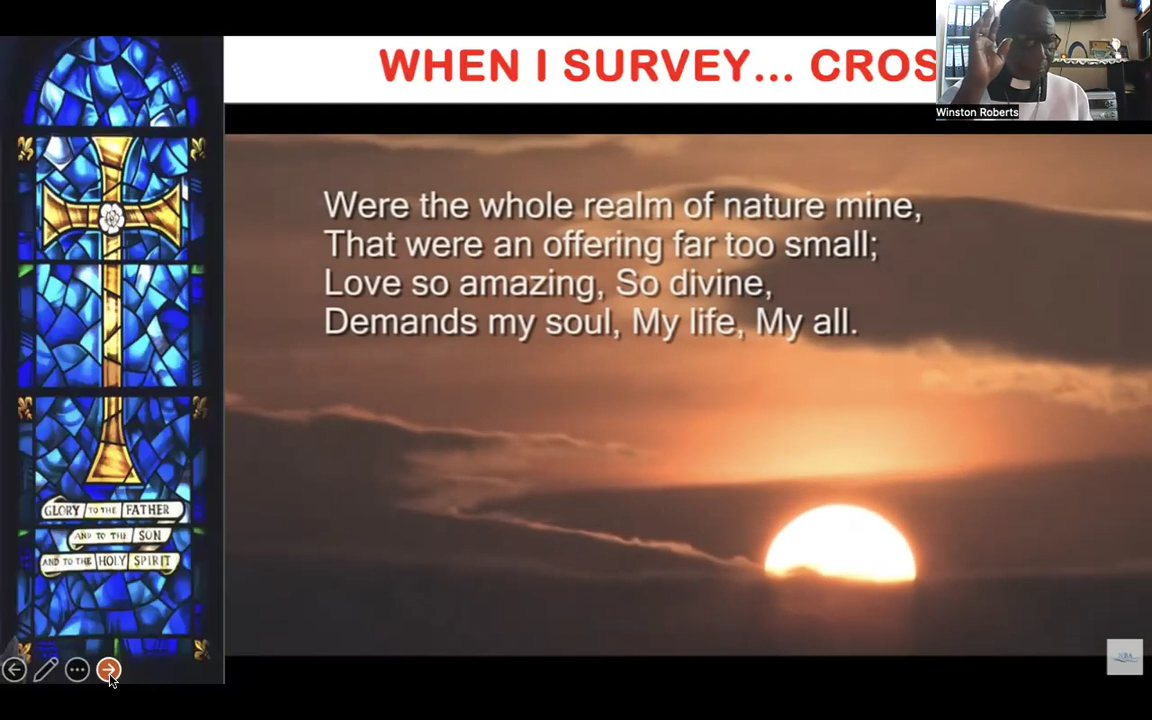 WHEN I SURVEY... CROS
Winston Roberts
Were the whole realm of nature mine,
That were an offering far too small;
Love so amazing, So divine,
Demands my soul, My life, My all.
GLORY TO THE FATHER
AND TO THE SON
AND TO THE HOLY SPIRIT